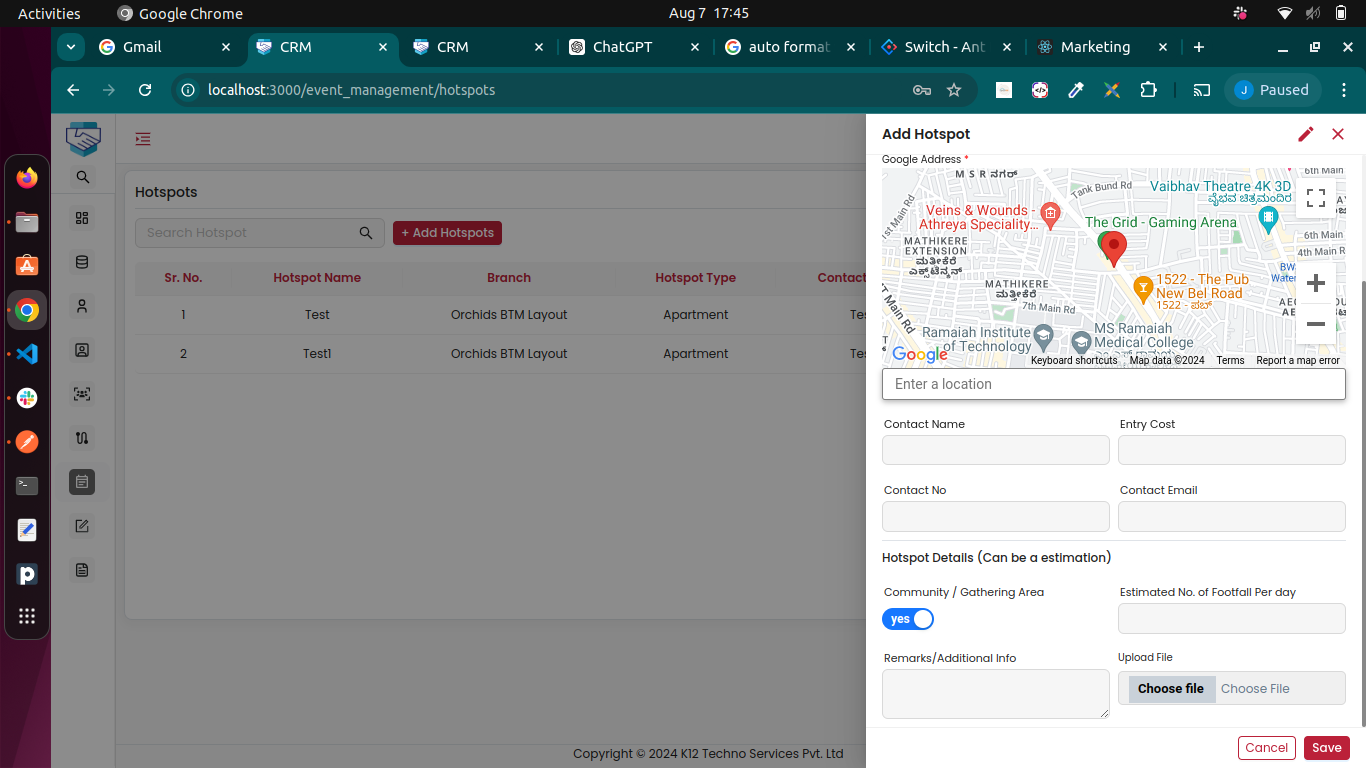 Activities
Google Chrome
Aug 7 17:45
Gmail
CRM
CRM
ChatGPT
auto format
Switch - Ant
Marketing
localhost:3000/event_management/hotspots
J
Paused
Hotspots
Search Hotspot
+ Add Hotspots
Sr. No. Hotspot Name Branch Hotspot Type Contac
1 Test Orchids BTM Layout Apartment Tes
2 Test1 Orchids BTM Layout Apartment Tes
Copyright © 2024 K12 Techno Services Pvt. Ltd
Add Hotspot
Google Address *
M S R ನಗರ್
Tank Bund Rd
Vaibhav Theatre 4K 3D
ವೈಭವ ಚಿತ್ರಮಂದಿರ
6th Main
rst Main Rd
Veins & Wounds -
Athreya Speciality...
The Grid - Gaming Arena
6th Main
4th Main Rd
MATHIKERE
EXTENSION
ಮತ್ತಿಕೆರೆ
ಎಕ್ಸ್‌ಟೆನ್ಶನ್
MATHIKERE
ಮತ್ತಿಕೆರೆ
7th Main Rd
1522 - The Pub
New Bel Road
1522 - ಪಬ್
Main Rd
Ramaiah Institute
of Technology
MS Ramaiah
Medical College
Google
Keyboard shortcuts
Map data ©2024
Terms
Report a map error
Enter a location
Contact Name
Entry Cost
Contact No
Contact Email
Hotspot Details (Can be a estimation)
Community / Gathering Area
yes
Estimated No. of Footfall Per day
Remarks/Additional Info
Upload File
Choose file
Choose File
Cancel
Save